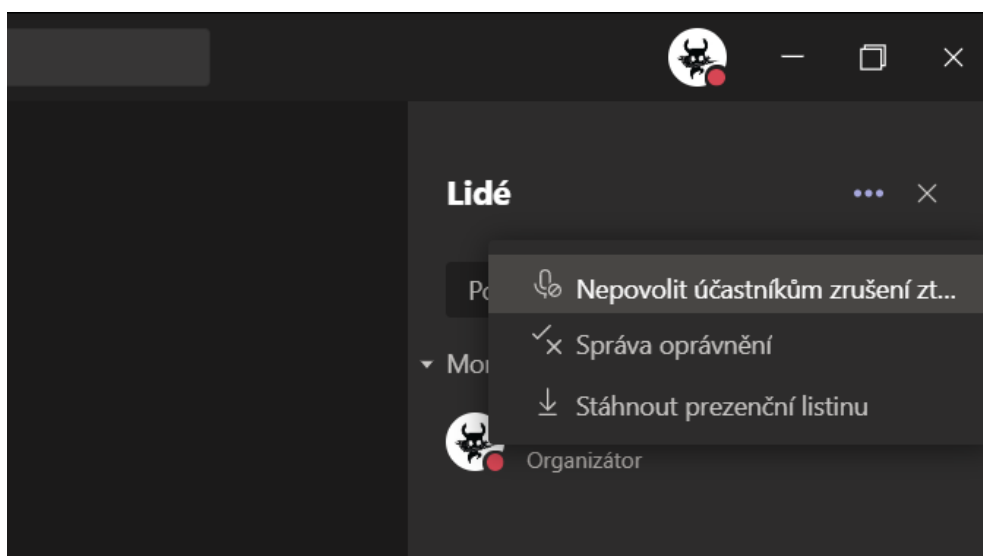 Lidé
Nepovolit účastníkům zrušení zt...
Správa oprávnění
Stáhnout prezenční listinu
Organizátor